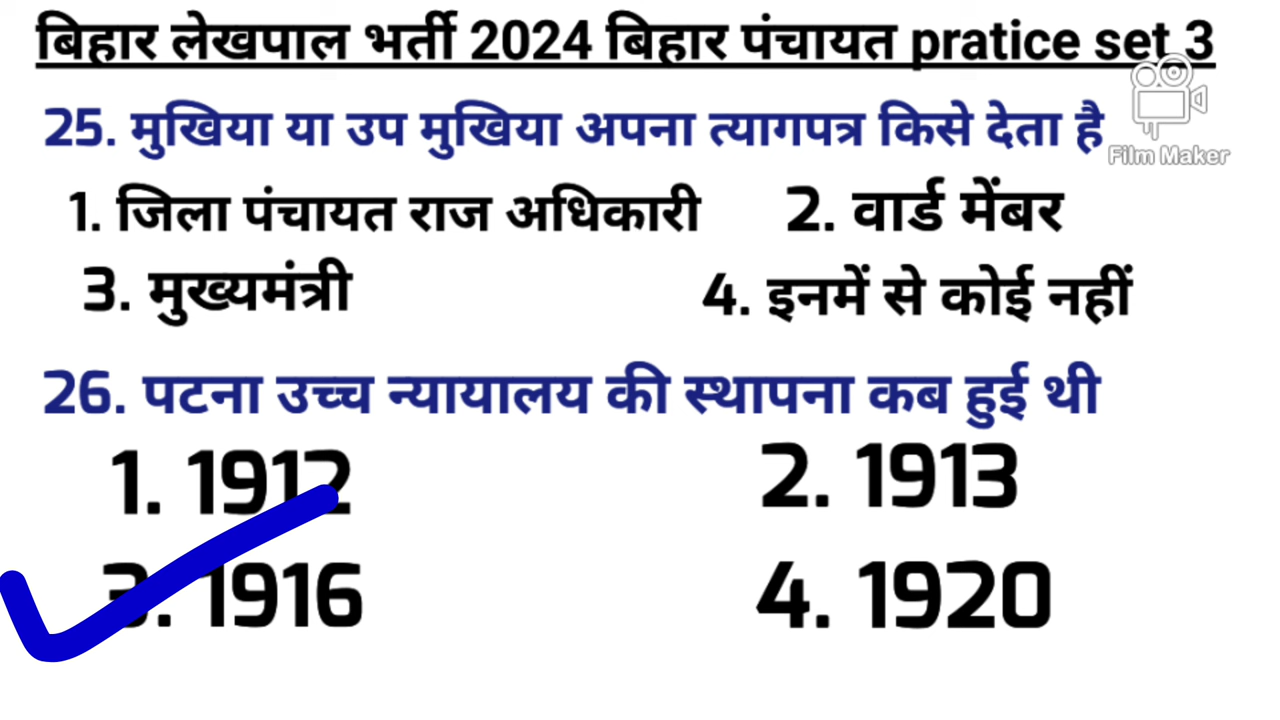 बिहार लेखपाल भर्ती 2024 बिहार पंचायत pratice set 3
Film Maker
25. मुखिया या उप मुखिया अपना त्यागपत्र किसे देता है
1. जिला पंचायत राज अधिकारी 2. वार्ड मेंबर
3. मुख्यमंत्री 4. इनमें से कोई नहीं
26. पटना उच्च न्यायालय की स्थापना कब हुई थी
1. 1912 2. 1913
3. 1916 4. 1920